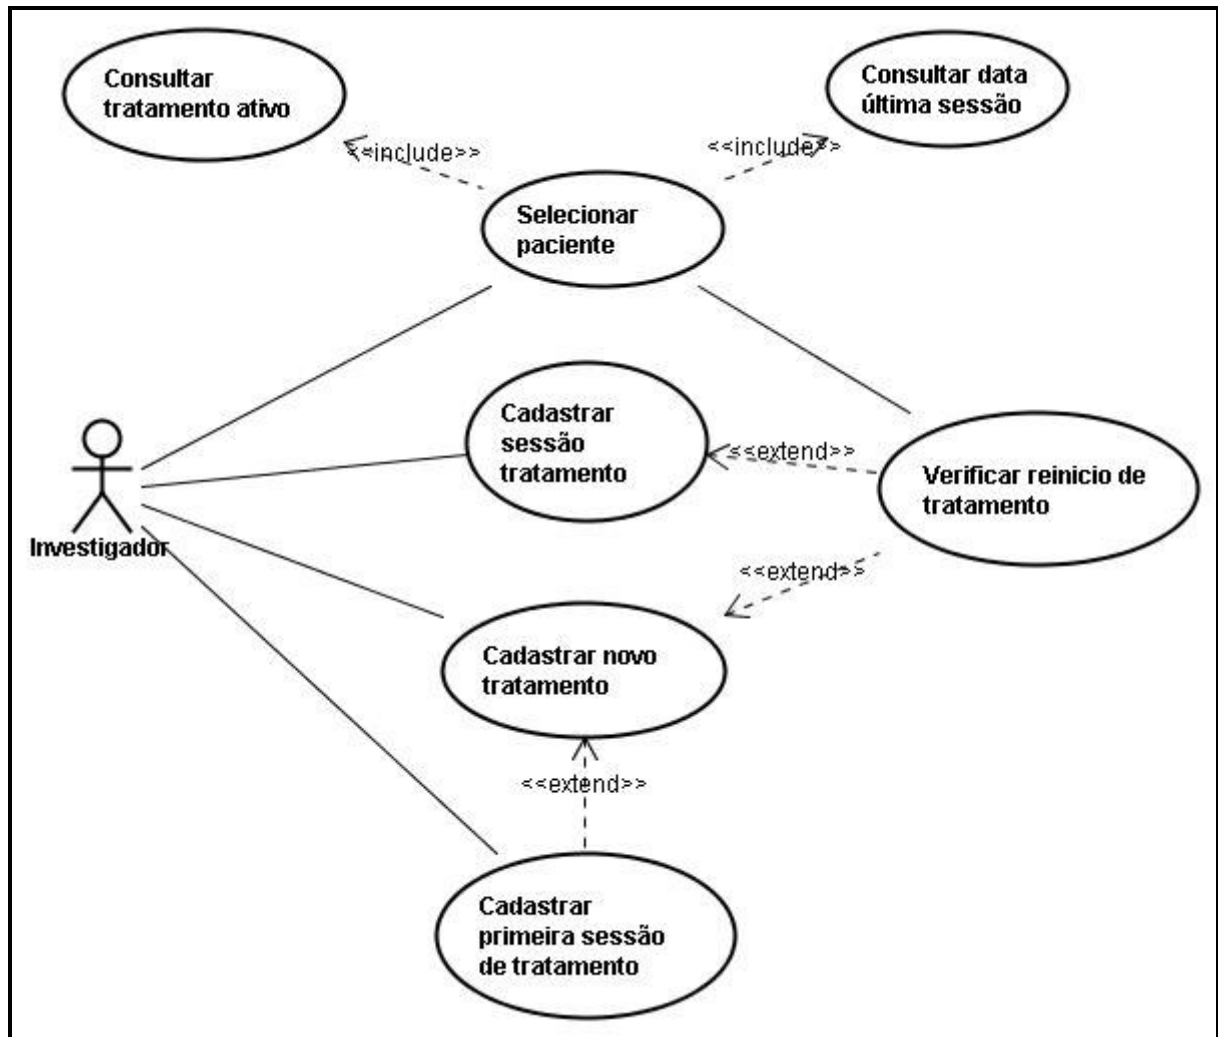 Consultar
tratamento ativo
Consultar data
última sessão
<<include>>
<<include>>
Selecionar
paciente
Cadastrar
sessão
tratamento
<<extend>>
Verificar reinicio de
tratamento
Investigador
<<extend>>
Cadastrar novo
tratamento
<<extend>>
Cadastrar
primeira sessão
de tratamento